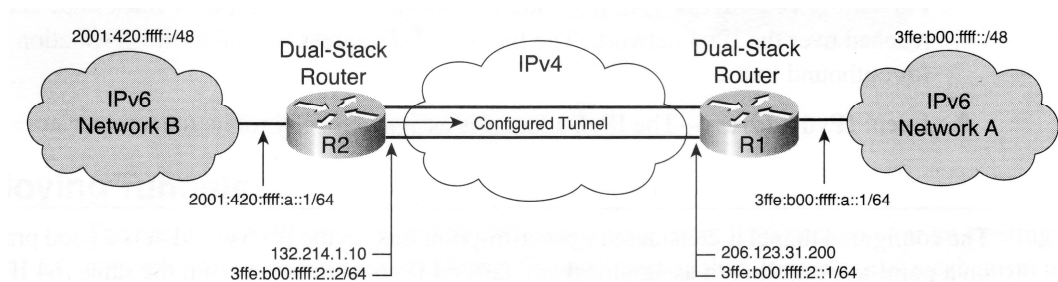 2001:420:ffff::/48
3ffe:b00:ffff::/48
Dual-Stack
Router
IPv4
Dual-Stack
Router
IPv6
Network B
IPv6
Network A
Configured Tunnel
R2
R1
2001:420:ffff:a::1/64
3ffe:b00:ffff:a::1/64
132.214.1.10
206.123.31.200
3ffe:b00:ffff:2::2/64
3ffe:b00:ffff:2::1/64